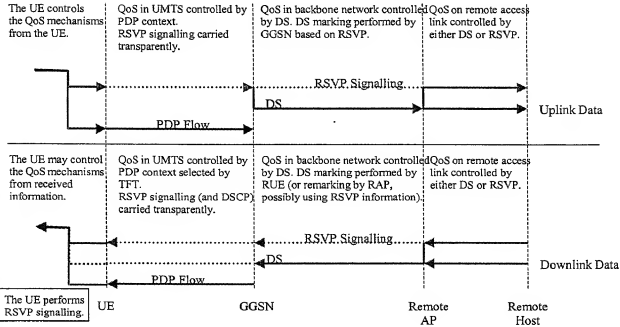 The UE controls
the QoS mechanisms
from the UE.
QoS in UMTS controlled by
PDP context.
RSVP signalling carried
transparently.
QoS in backbone network controlled
by DS. DS marking performed by
GGSN based on RSVP.
QoS on remote access
link controlled by
either DS or RSVP.
RSVP Signalling
DS
PDP Flow
Uplink Data
The UE may control
the QoS mechanisms
from received
information.
QoS in UMTS controlled by
PDP context selected by
TFT.
RSVP signalling (and DSCP)
carried transparently.
QoS in backbone network controlled
by DS. DS marking performed by
RUE (or remarking by RAP,
possibly using RSVP information).
QoS on remote access
link controlled by
either DS or RSVP.
RSVP Signalling
DS
PDP Flow
Downlink Data
The UE performs
RSVP signalling.
UE
GGSN
Remote
AP
Remote
Host